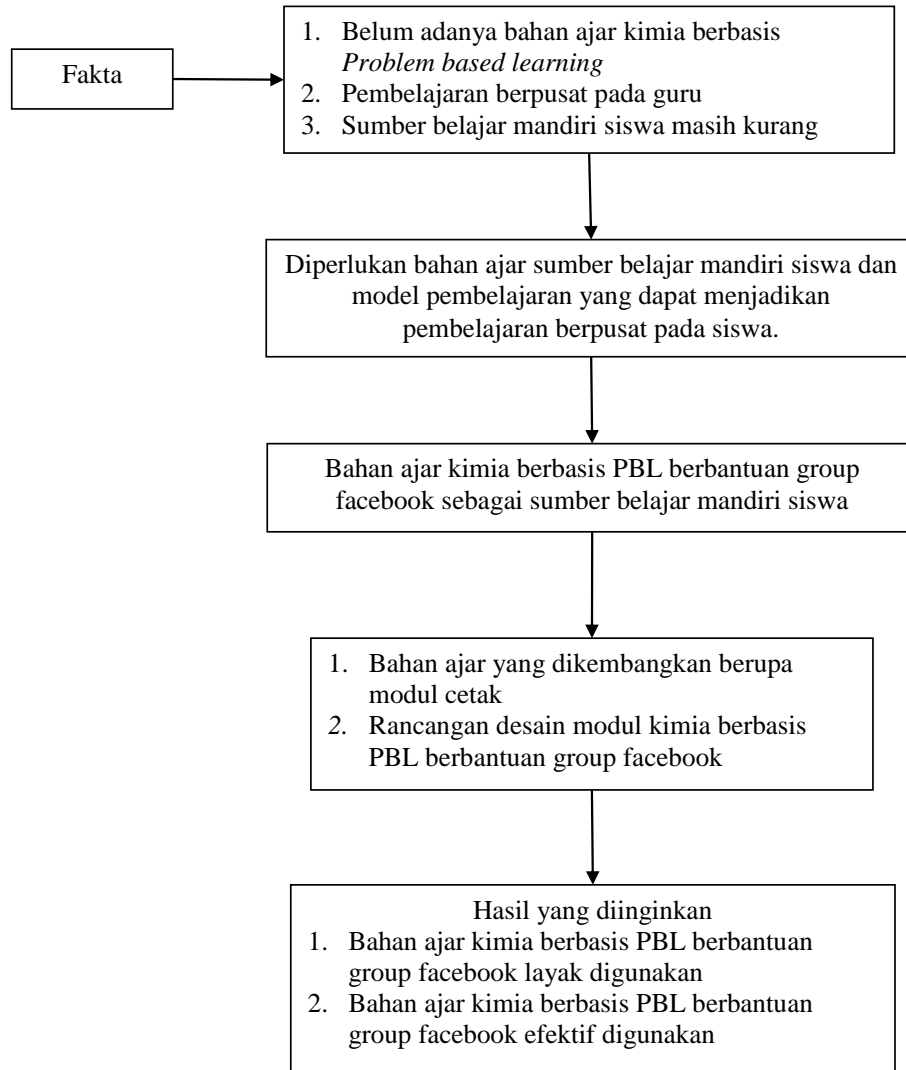 Fakta
1. Belum adanya bahan ajar kimia berbasis
Problem based learning
2. Pembelajaran berpusat pada guru
3. Sumber belajar mandiri siswa masih kurang
Diperlukan bahan ajar sumber belajar mandiri siswa dan
model pembelajaran yang dapat menjadikan
pembelajaran berpusat pada siswa.
Bahan ajar kimia berbasis PBL berbantuan group
facebook sebagai sumber belajar mandiri siswa
1. Bahan ajar yang dikembangkan berupa
modul cetak
2. Rancangan desain modul kimia berbasis
PBL berbantuan group facebook
Hasil yang diinginkan
1. Bahan ajar kimia berbasis PBL berbantuan
group facebook layak digunakan
2. Bahan ajar kimia berbasis PBL berbantuan
group facebook efektif digunakan